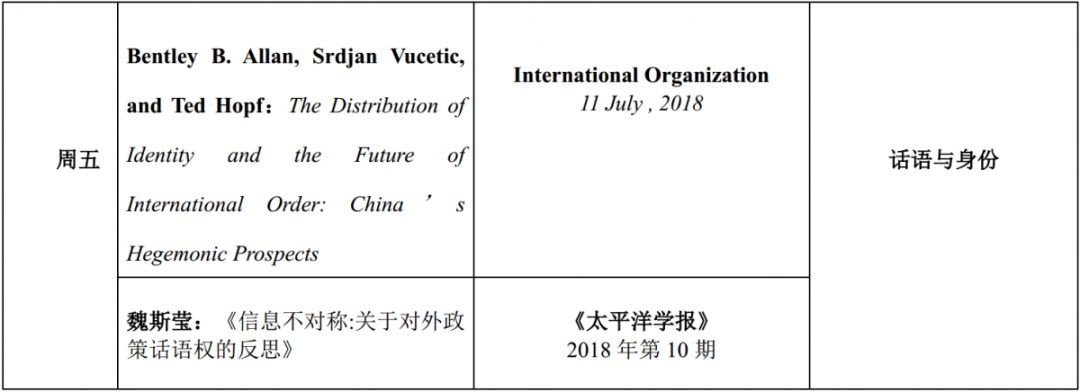 周五
Bentley B. Allan, Srdjan Vucetic,
and Ted Hopf：The Distribution of
Identity and the Future of
International Order: China ’ s
Hegemonic Prospects
International Organization
11 July , 2018
话语与身份
魏斯莹：《信息不对称:关于对外政
策话语权的反思》
《太平洋学报》
2018 年第 10 期